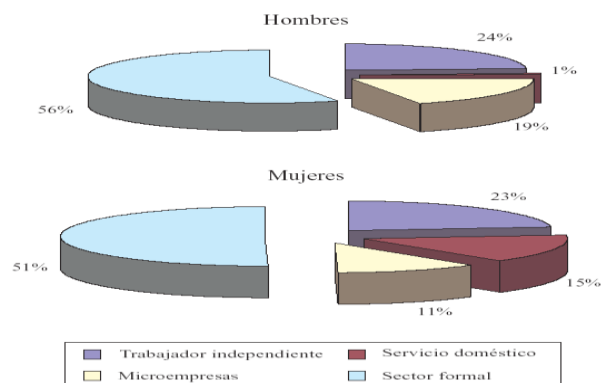 Hombres
24%
1%
56%
19%
Mujeres
23%
51%
15%
11%
Trabajador independiente
Servicio doméstico
Microempresas
Sector formal